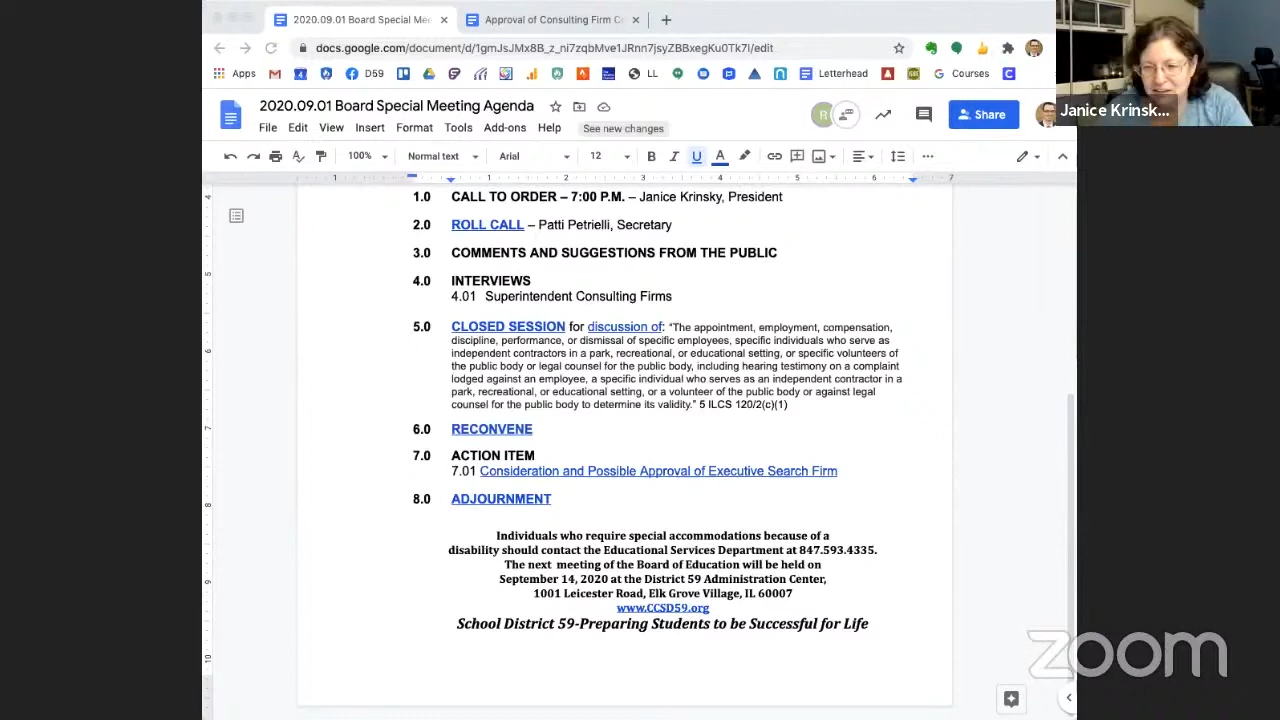 2020.09.01 Board Special Mee
Approval of Consulting Firm C
docs.google.com/document/d/1gmJsJMx8B_z_ni7zqbMve1JRnn7jsyZBBxegKu0Tk7I/edit
Apps
D59
LL
Letterhead
Courses
Janice Krinsk...
2020.09.01 Board Special Meeting Agenda
R
Share
File Edit View Insert Format Tools Add-ons Help See new changes
100% Normal text Arial 12 B I U A
1 1 2 3 4 5 6 7
1.0 CALL TO ORDER – 7:00 P.M. – Janice Krinsky, President
2.0 ROLL CALL – Patti Petrielli, Secretary
3.0 COMMENTS AND SUGGESTIONS FROM THE PUBLIC
4.0 INTERVIEWS
4.01 Superintendent Consulting Firms
5.0 CLOSED SESSION for discussion of: “The appointment, employment, compensation,
discipline, performance, or dismissal of specific employees, specific individuals who serve as
independent contractors in a park, recreational, or educational setting, or specific volunteers of
the public body or legal counsel for the public body, including hearing testimony on a complaint
lodged against an employee, a specific individual who serves as an independent contractor in a
park, recreational, or educational setting, or a volunteer of the public body or against legal
counsel for the public body to determine its validity.” 5 ILCS 120/2(c)(1)
6.0 RECONVENE
7.0 ACTION ITEM
7.01 Consideration and Possible Approval of Executive Search Firm
8.0 ADJOURNMENT
Individuals who require special accommodations because of a
disability should contact the Educational Services Department at 847.593.4335.
The next meeting of the Board of Education will be held on
September 14, 2020 at the District 59 Administration Center,
1001 Leicester Road, Elk Grove Village, IL 60007
www.CCSD59.org
School District 59-Preparing Students to be Successful for Life
zoom